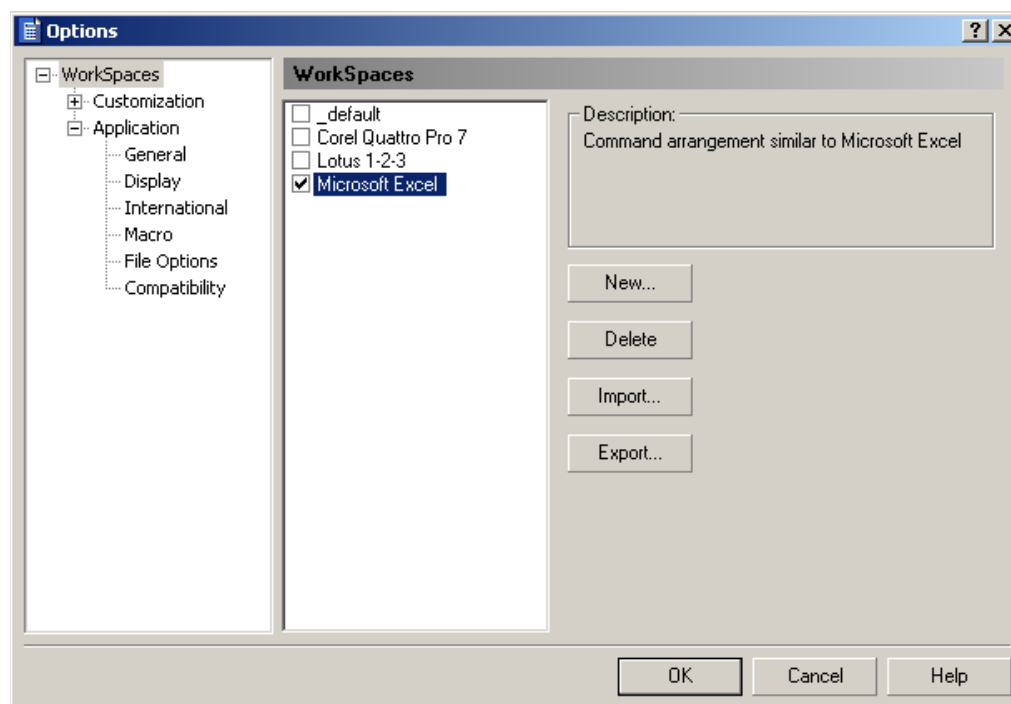 Options
WorkSpaces
Customization
Application
General
Display
International
Macro
File Options
Compatibility
WorkSpaces
_default
Corel Quattro Pro 7
Lotus 1-2-3
Microsoft Excel
Description:
Command arrangement similar to Microsoft Excel
New...
Delete
Import...
Export...
OK
Cancel
Help